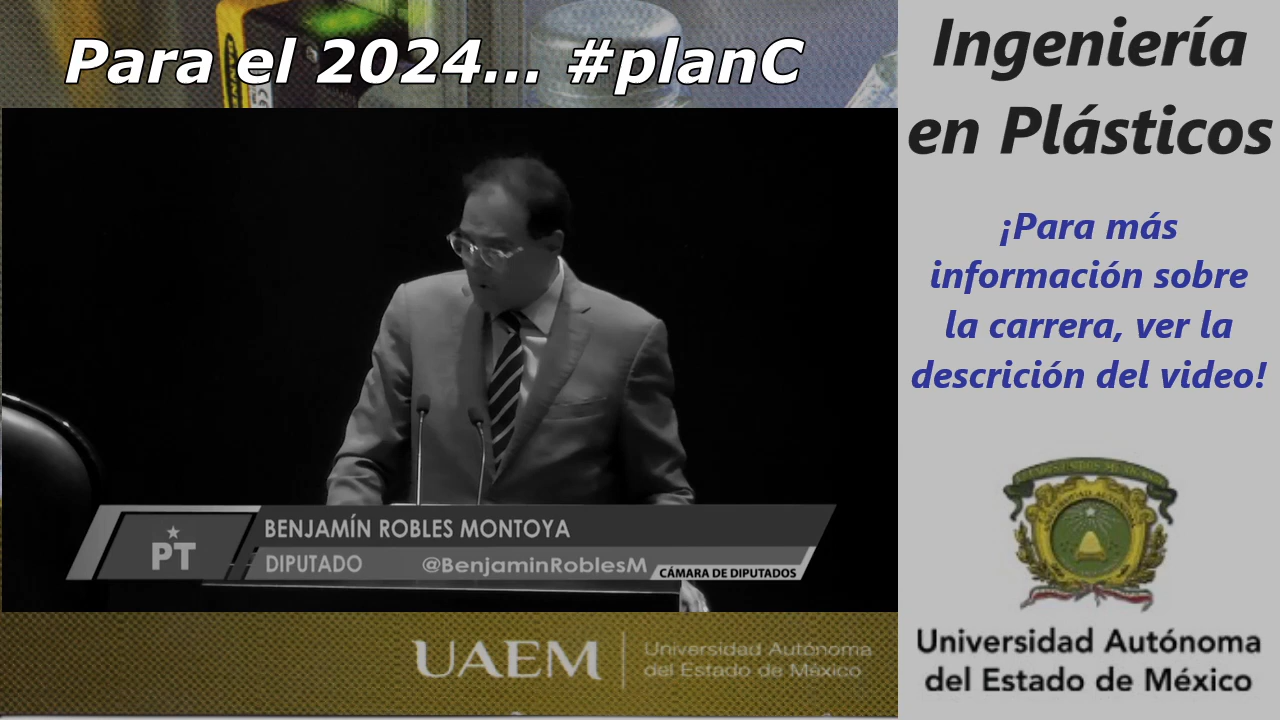 Para el 2024... #planC
Ingeniería
en Plásticos
¡Para más
información sobre
la carrera, ver la
descrición del video!
PT
BENJAMÍN ROBLES MONTOYA
DIPUTADO @BenjaminRoblesM
CÁMARA DE DIPUTADOS
UAEM
Universidad Autónoma
del Estado de México
Universidad Autónoma
del Estado de México